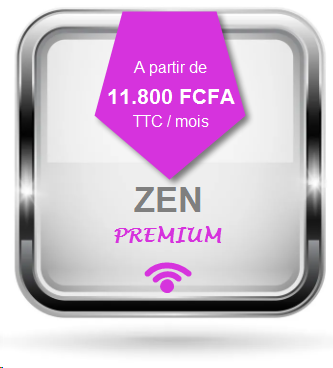 A partir de
11.800 FCFA
TTC / mois
ZEN
PREMIUM